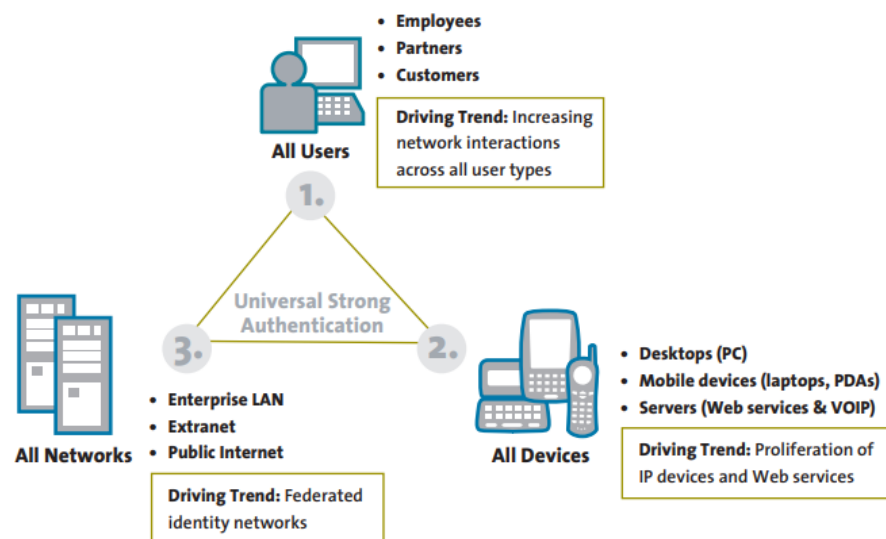 • Employees
• Partners
• Customers
Driving Trend: Increasing
network interactions
across all user types
All Users
1.
Universal Strong
Authentication
3.
2.
• Enterprise LAN
• Extranet
• Public Internet
All Networks
Driving Trend: Federated
identity networks
• Desktops (PC)
• Mobile devices (laptops, PDAs)
• Servers (Web services & VOIP)
All Devices
Driving Trend: Proliferation of
IP devices and Web services